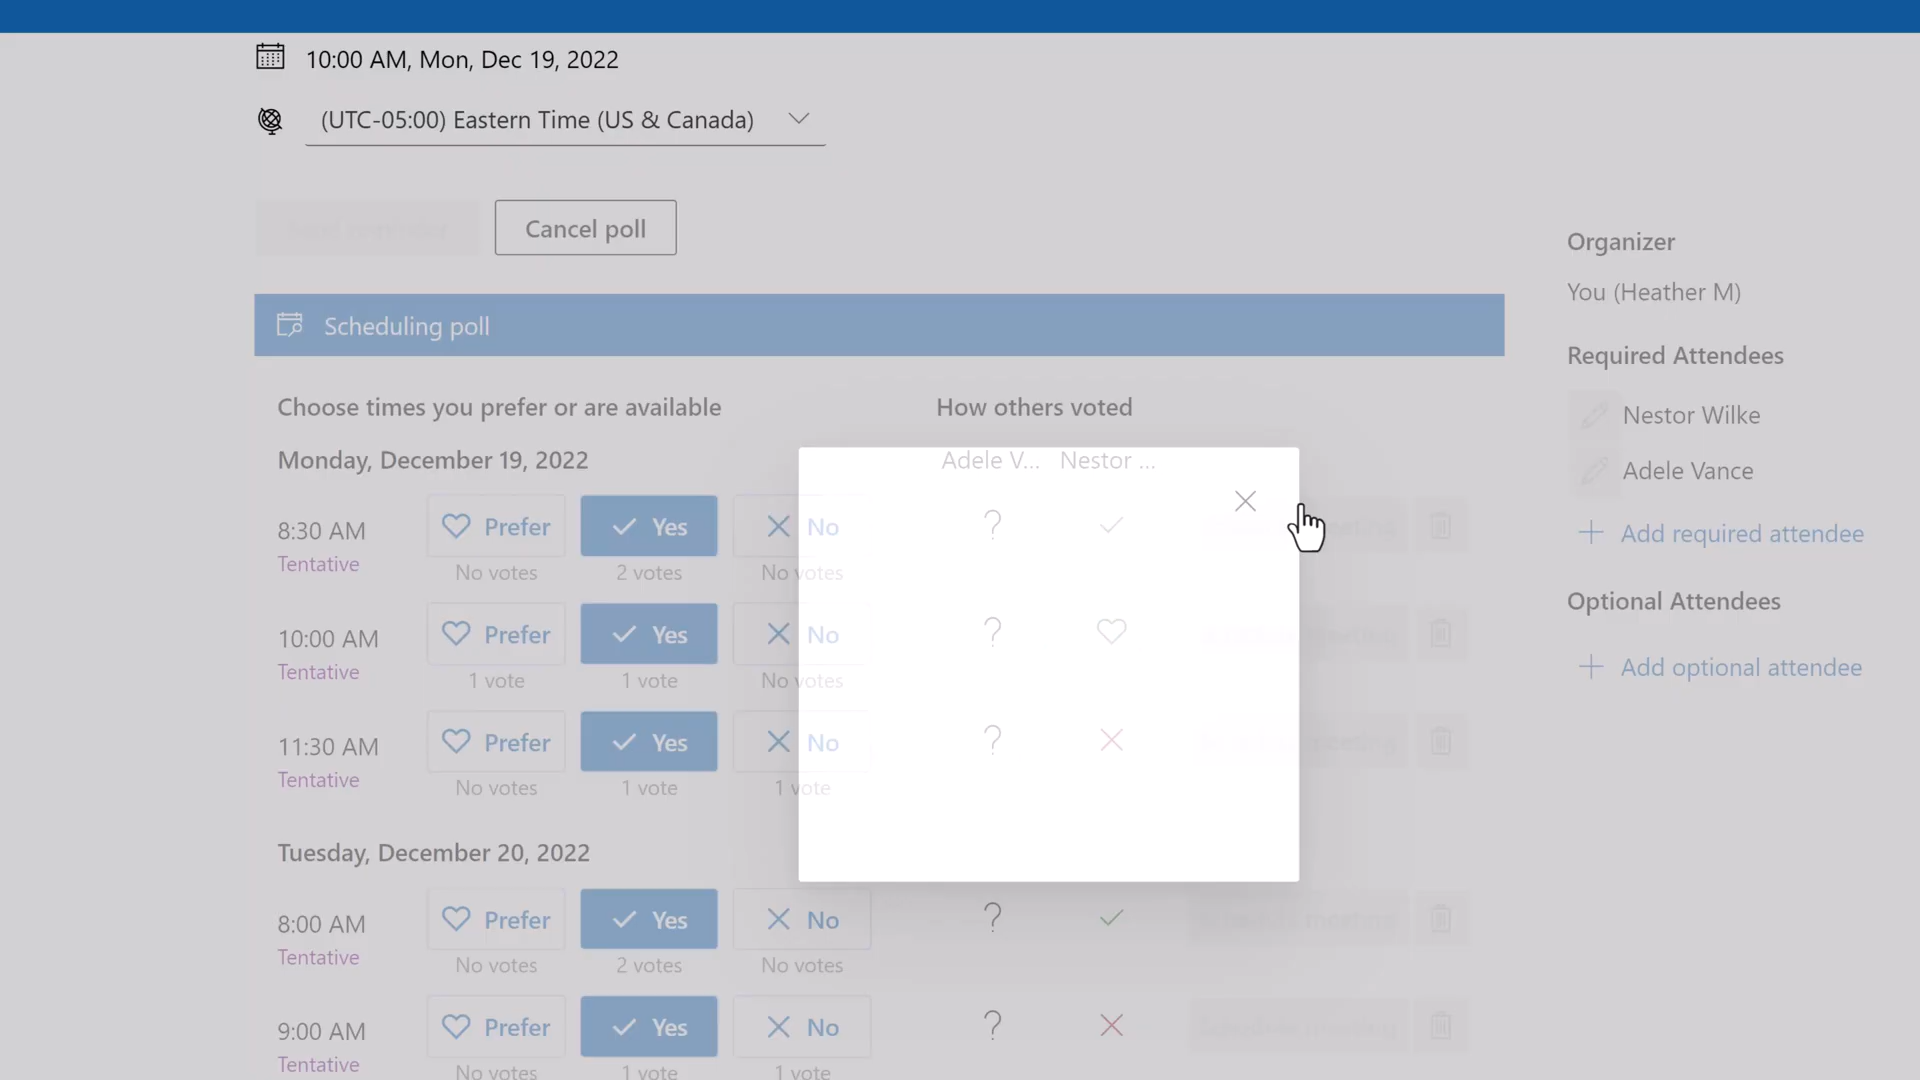 10:00 AM, Mon, Dec 19, 2022
(UTC-05:00) Eastern Time (US & Canada)
Cancel poll
Scheduling poll
Choose times you prefer or are available
How others voted
Monday, December 19, 2022
Adele V... Nestor ...
8:30 AM Prefer Yes No meeting
Tentative No votes 2 votes No votes
10:00 AM Prefer Yes No meeting
Tentative 1 vote 1 vote No votes
11:30 AM Prefer Yes No meeting
Tentative No votes 1 vote 1 vote
Tuesday, December 20, 2022
8:00 AM Prefer Yes No meeting
Tentative No votes 2 votes No votes
9:00 AM Prefer Yes No Schedule meeting
Tentative No votes 1 vote 1 vote
Organizer
You (Heather M)
Required Attendees
Nestor Wilke
Adele Vance
Add required attendee
Optional Attendees
Add optional attendee